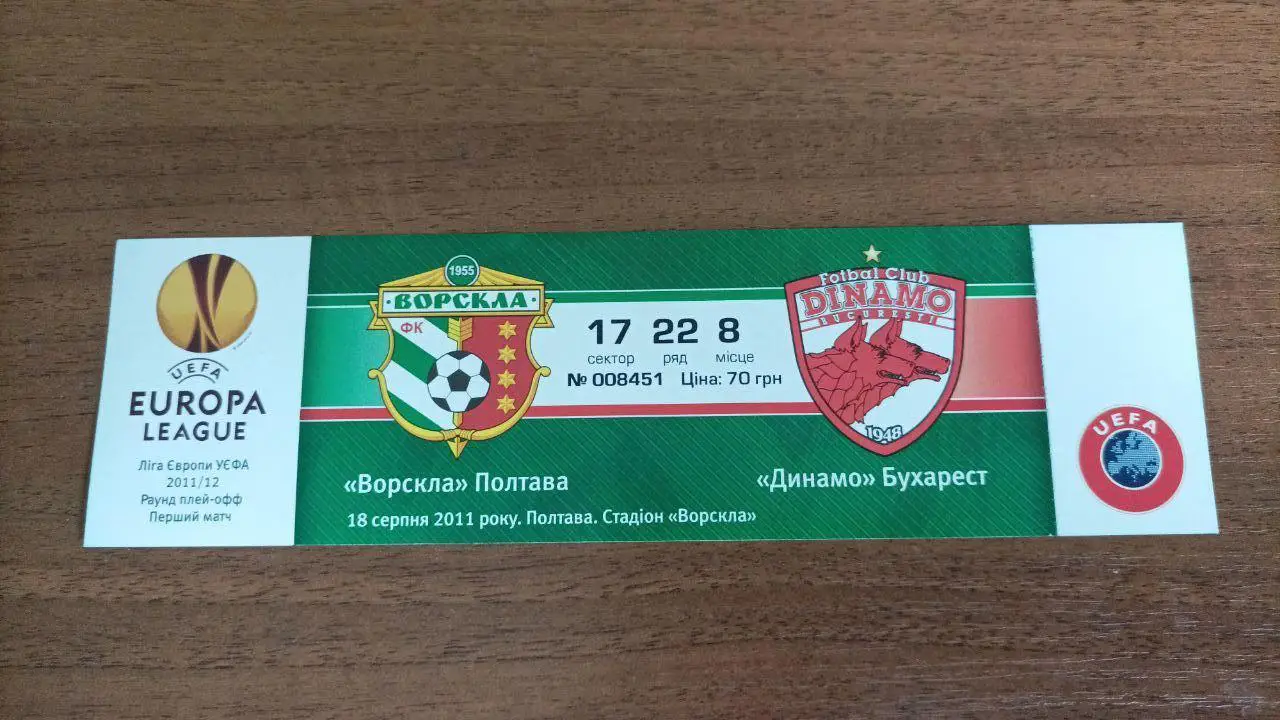 UEFA
EUROPA
LEAGUE
Ліга Європи УЄФА
2011/12
Раунд плей-офф
Перший матч
1955
ВОРСКЛА
ФК
17 22 8
сектор ряд місце
№ 008451 Ціна: 70 грн
Fotbal Club
DINAMO
BUCURESTI
1948
«Ворскла» Полтава
«Динамо» Бухарест
18 серпня 2011 року. Полтава. Стадіон «Ворскла»
UEFA